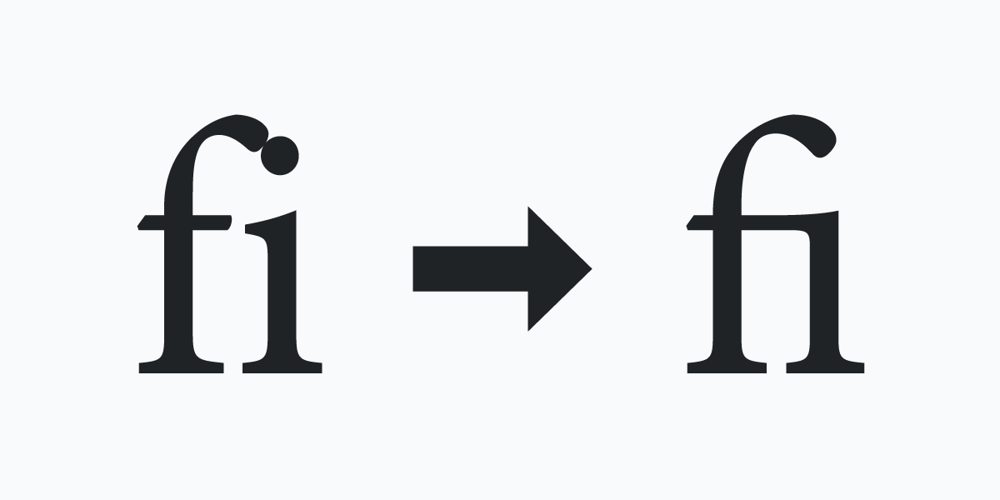 fi → ﬁ